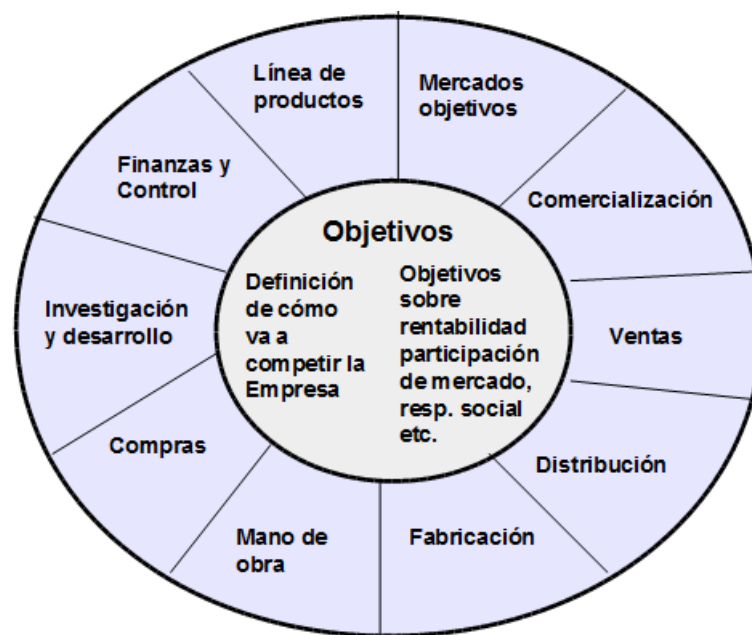 Línea de
productos
Mercados
objetivos
Comercialización
Ventas
Distribución
Fabricación
Mano de
obra
Compras
Investigación
y desarrollo
Finanzas y
Control
Objetivos
Definición
de cómo
va a
competir la
Empresa
Objetivos
sobre
rentabilidad
participación
de mercado,
resp. social
etc.